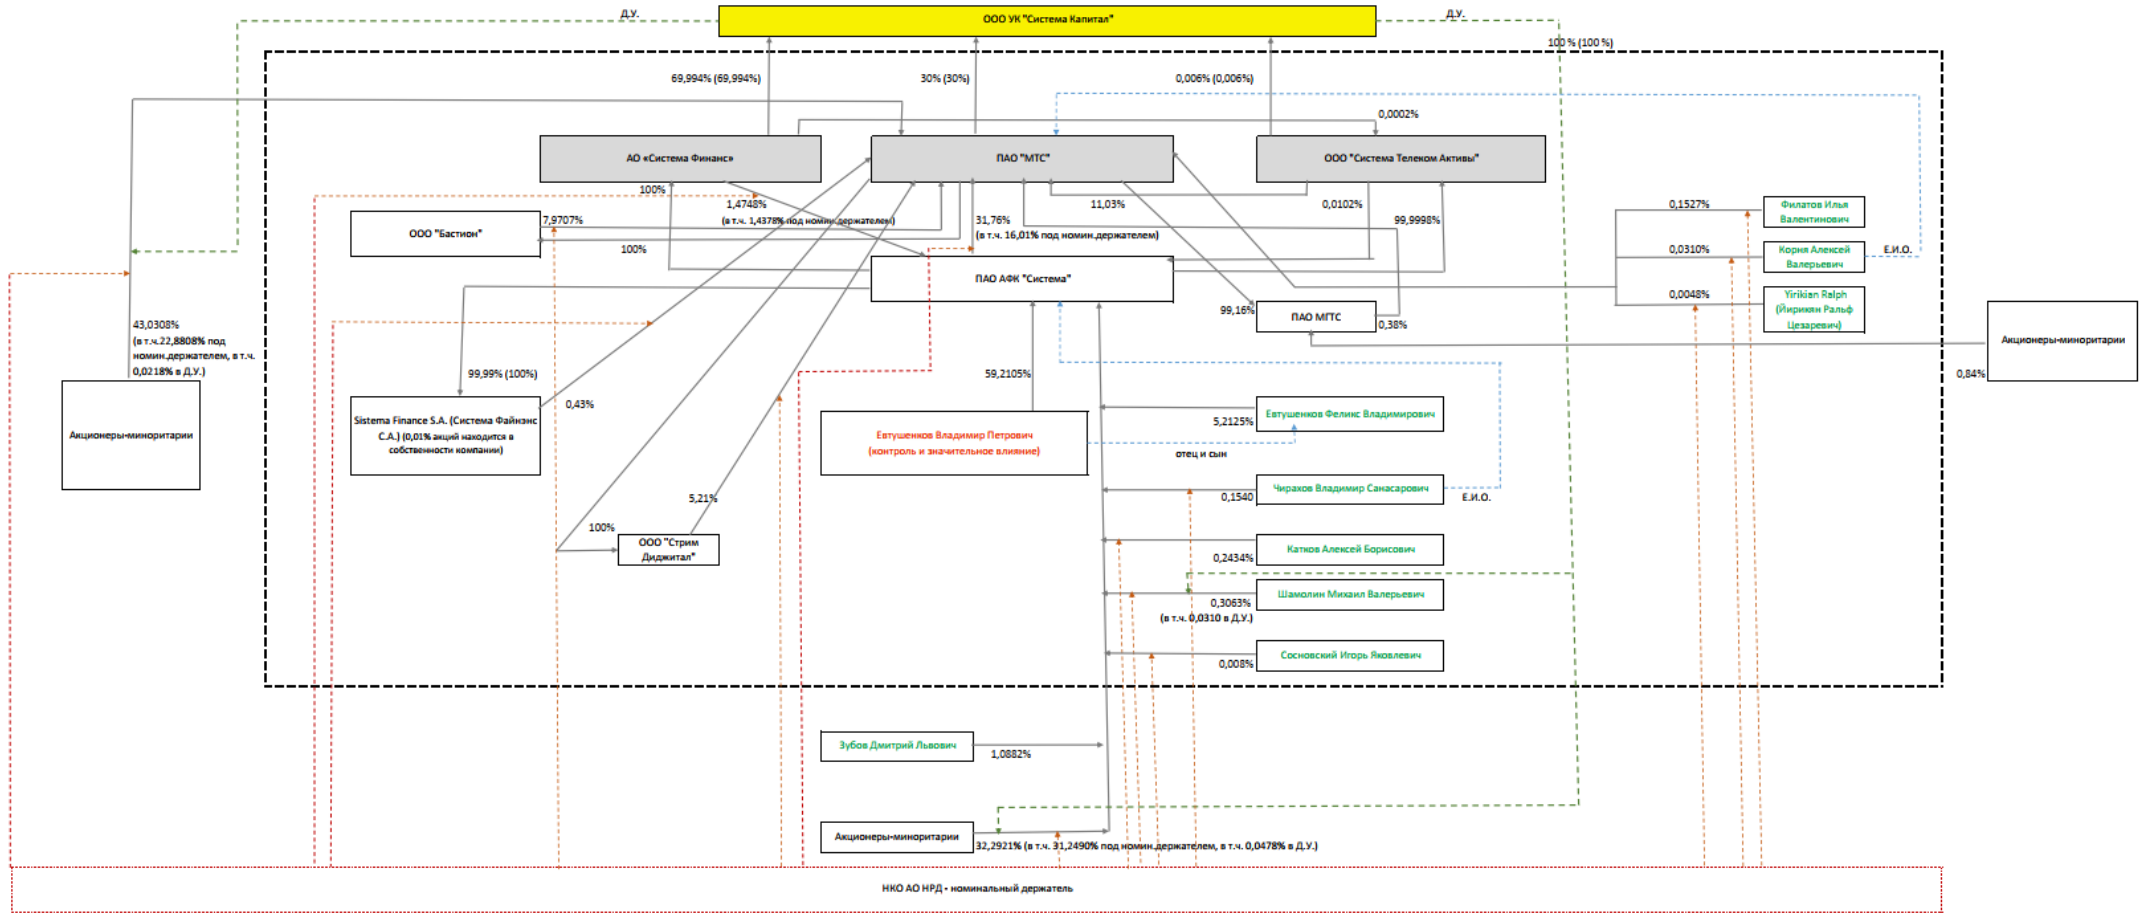 Д.У.
ООО УК "Система Капитал"
Д.У.
100 % (100 %)
69,994% (69,994%)
30% (30%)
0,006% (0,006%)
0,0002%
АО «Система Финанс»
ПАО "МТС"
ООО "Система Телеком Активы"
100%
1,4748%
(в т.ч. 1,4378% под номин.держателем)
31,76%
(в т.ч. 16,01% под номин.держателем)
11,03%
0,0102%
99,9998%
0,1527%
Филатов Илья
Валентинович
ООО "Бастион"
7,9707%
100%
0,0310%
Корня Алексей
Валерьевич
Е.И.О.
ПАО АФК "Система"
0,0048%
Yirikian Ralph
(Йирикян Ральф
Цезаревич)
99,16%
ПАО МГТС
0,38%
Акционеры-миноритарии
0,84%
43,0308%
(в т.ч.22,8808% под
номин.держателем, в т.ч.
0,0218% в Д.У.)
Акционеры-миноритарии
99,99% (100%)
0,43%
Sistema Finance S.A. (Система Файнэнс
С.А.) (0,01% акций находится в
собственности компании)
59,2105%
Евтушенков Владимир Петрович
(контроль и значительное влияние)
Евтушенков Феликс Владимирович
5,2125%
отец и сын
Чирахов Владимир Санасарович
0,1540
Е.И.О.
5,21%
100%
ООО "Стрим
Диджитал"
Катков Алексей Борисович
0,2434%
Шамолин Михаил Валерьевич
0,3063%
(в т.ч. 0,0310 в Д.У.)
Сосновский Игорь Яковлевич
0,008%
Зубов Дмитрий Львович
1,0882%
Акционеры-миноритарии
32,2921% (в т.ч. 31,2490% под номин.держателем, в т.ч. 0,0478% в Д.У.)
НКО АО НРД - номинальный держатель